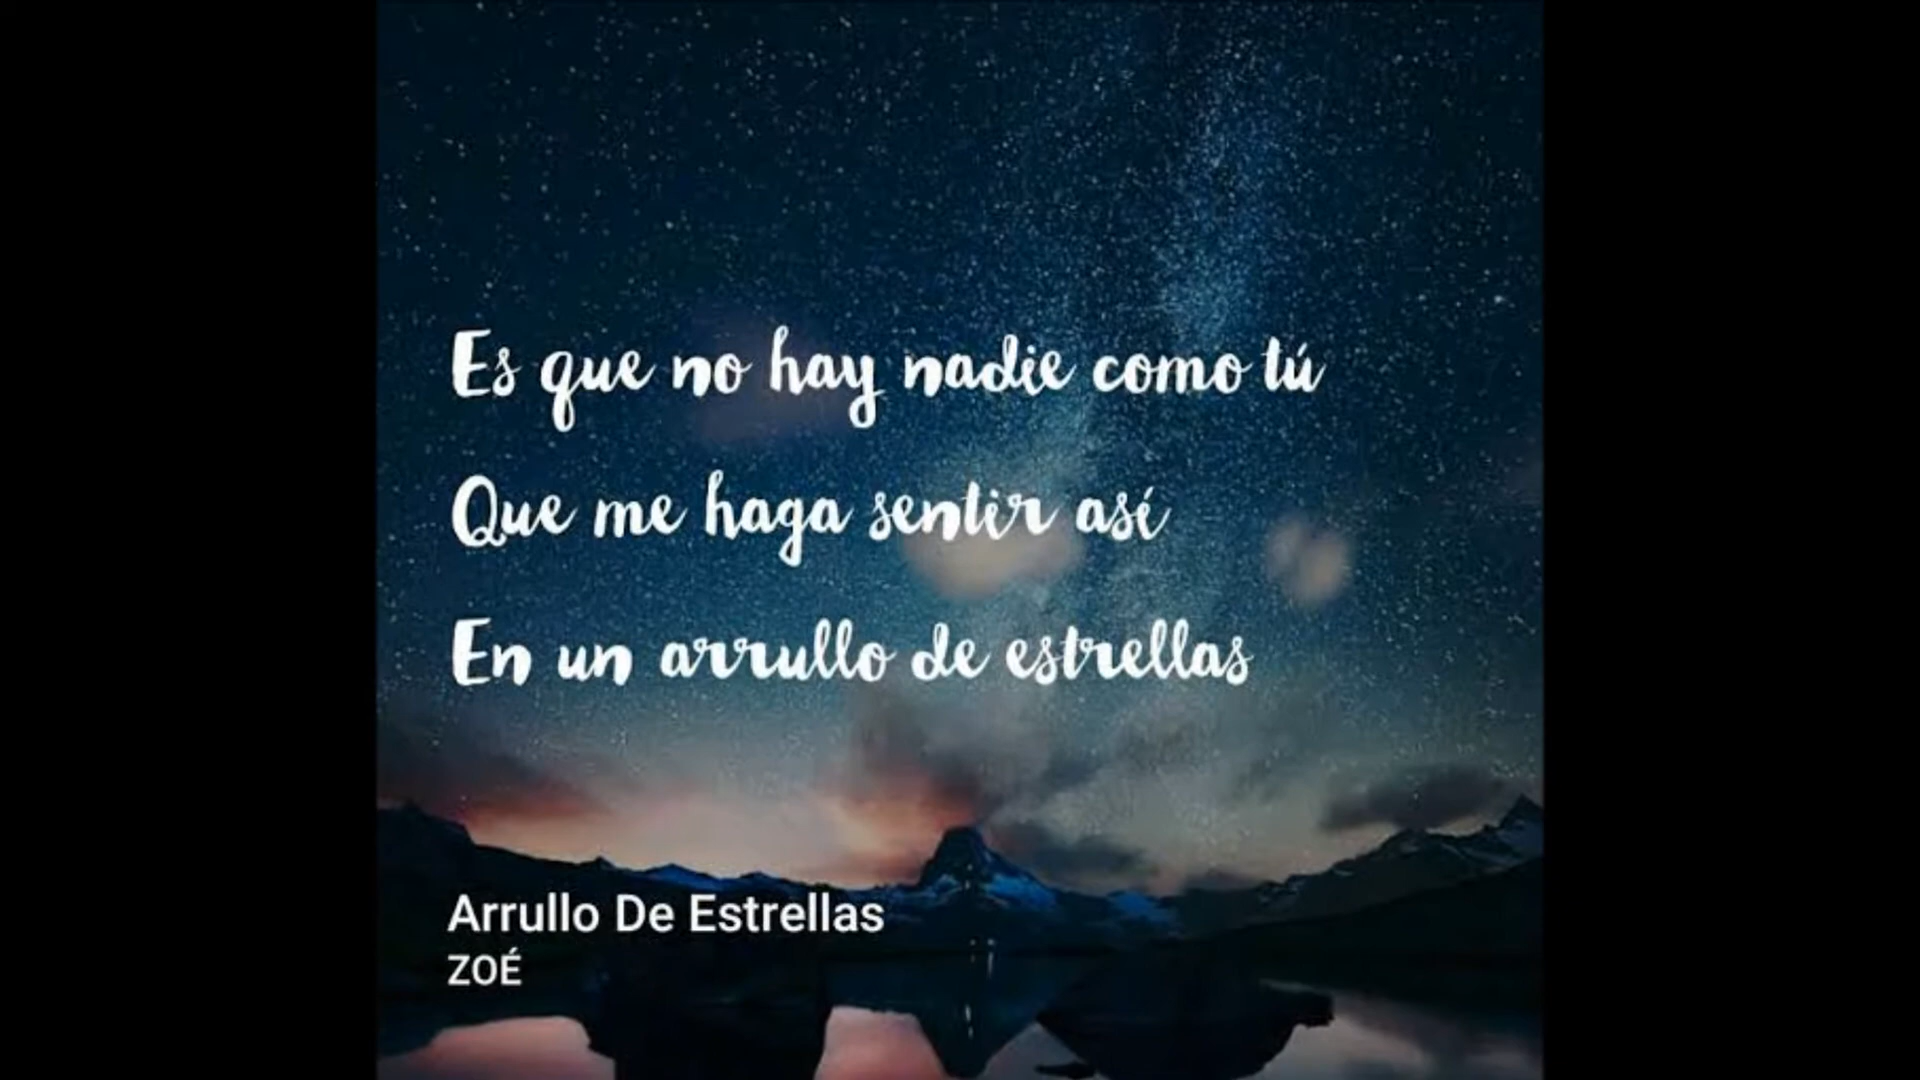 Es que no hay nadie como tú
Que me haga sentir así
En un arrullo de estrellas
Arrullo De Estrellas
ZOÉ